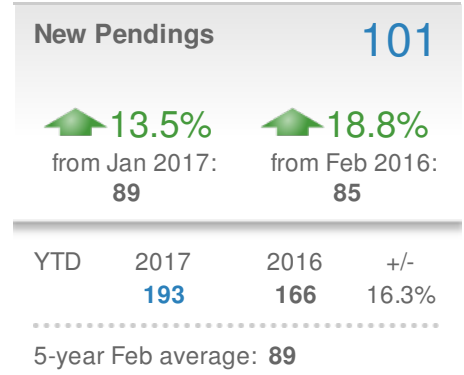 New Pendings 101
13.5% 18.8%
from Jan 2017: from Feb 2016:
89 85
YTD 2017 2016 +/-
193 166 16.3%
5-year Feb average: 89